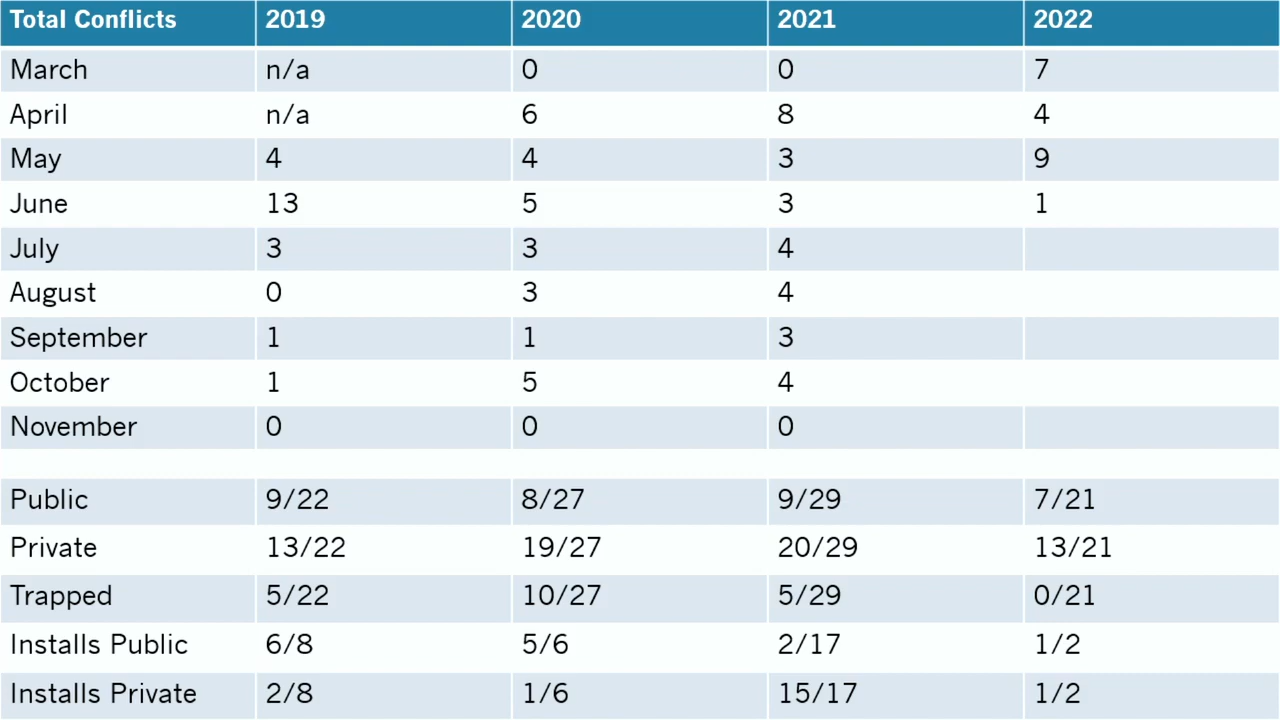 Total Conflicts 2019 2020 2021 2022
March n/a 0 0 7
April n/a 6 8 4
May 4 4 3 9
June 13 5 3 1
July 3 3 4
August 0 3 4
September 1 1 3
October 1 5 4
November 0 0 0
Public 9/22 8/27 9/29 7/21
Private 13/22 19/27 20/29 13/21
Trapped 5/22 10/27 5/29 0/21
Installs Public 6/8 5/6 2/17 1/2
Installs Private 2/8 1/6 15/17 1/2